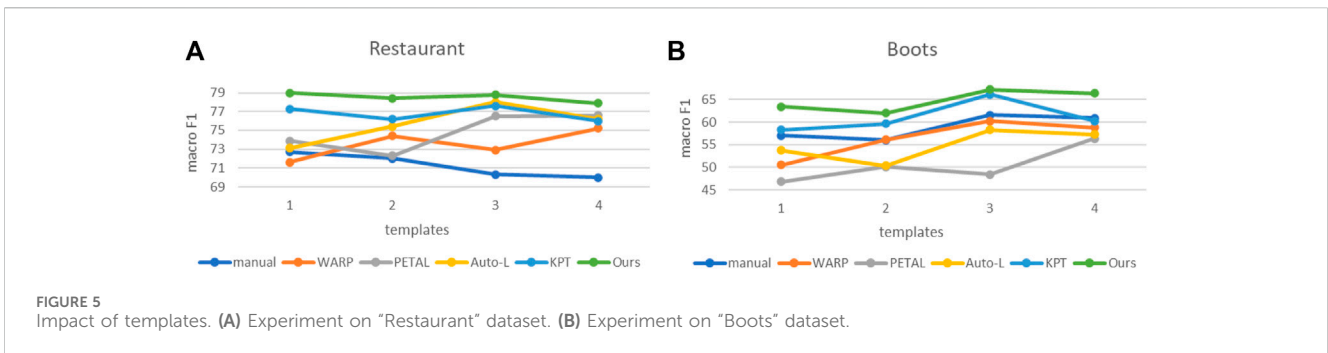 A
Restaurant
79
77
75
73
71
69
macro F1
1 2 3 4
templates
manual WARP PETAL Auto-L KPT Ours
B
Boots
65
60
55
50
45
macro F1
1 2 3 4
templates
manual WARP PETAL Auto-L KPT Ours
FIGURE 5
Impact of templates. (A) Experiment on “Restaurant” dataset. (B) Experiment on “Boots” dataset.